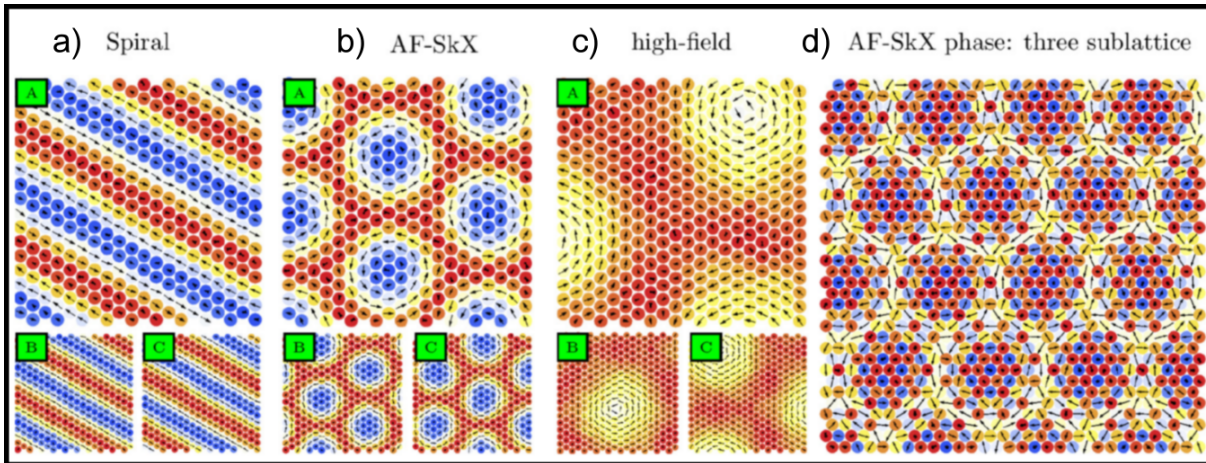 a) Spiral
b) AF-SkX
c) high-field
d) AF-SkX phase: three sublattice
A
A
A
B
C
B
C
B
C